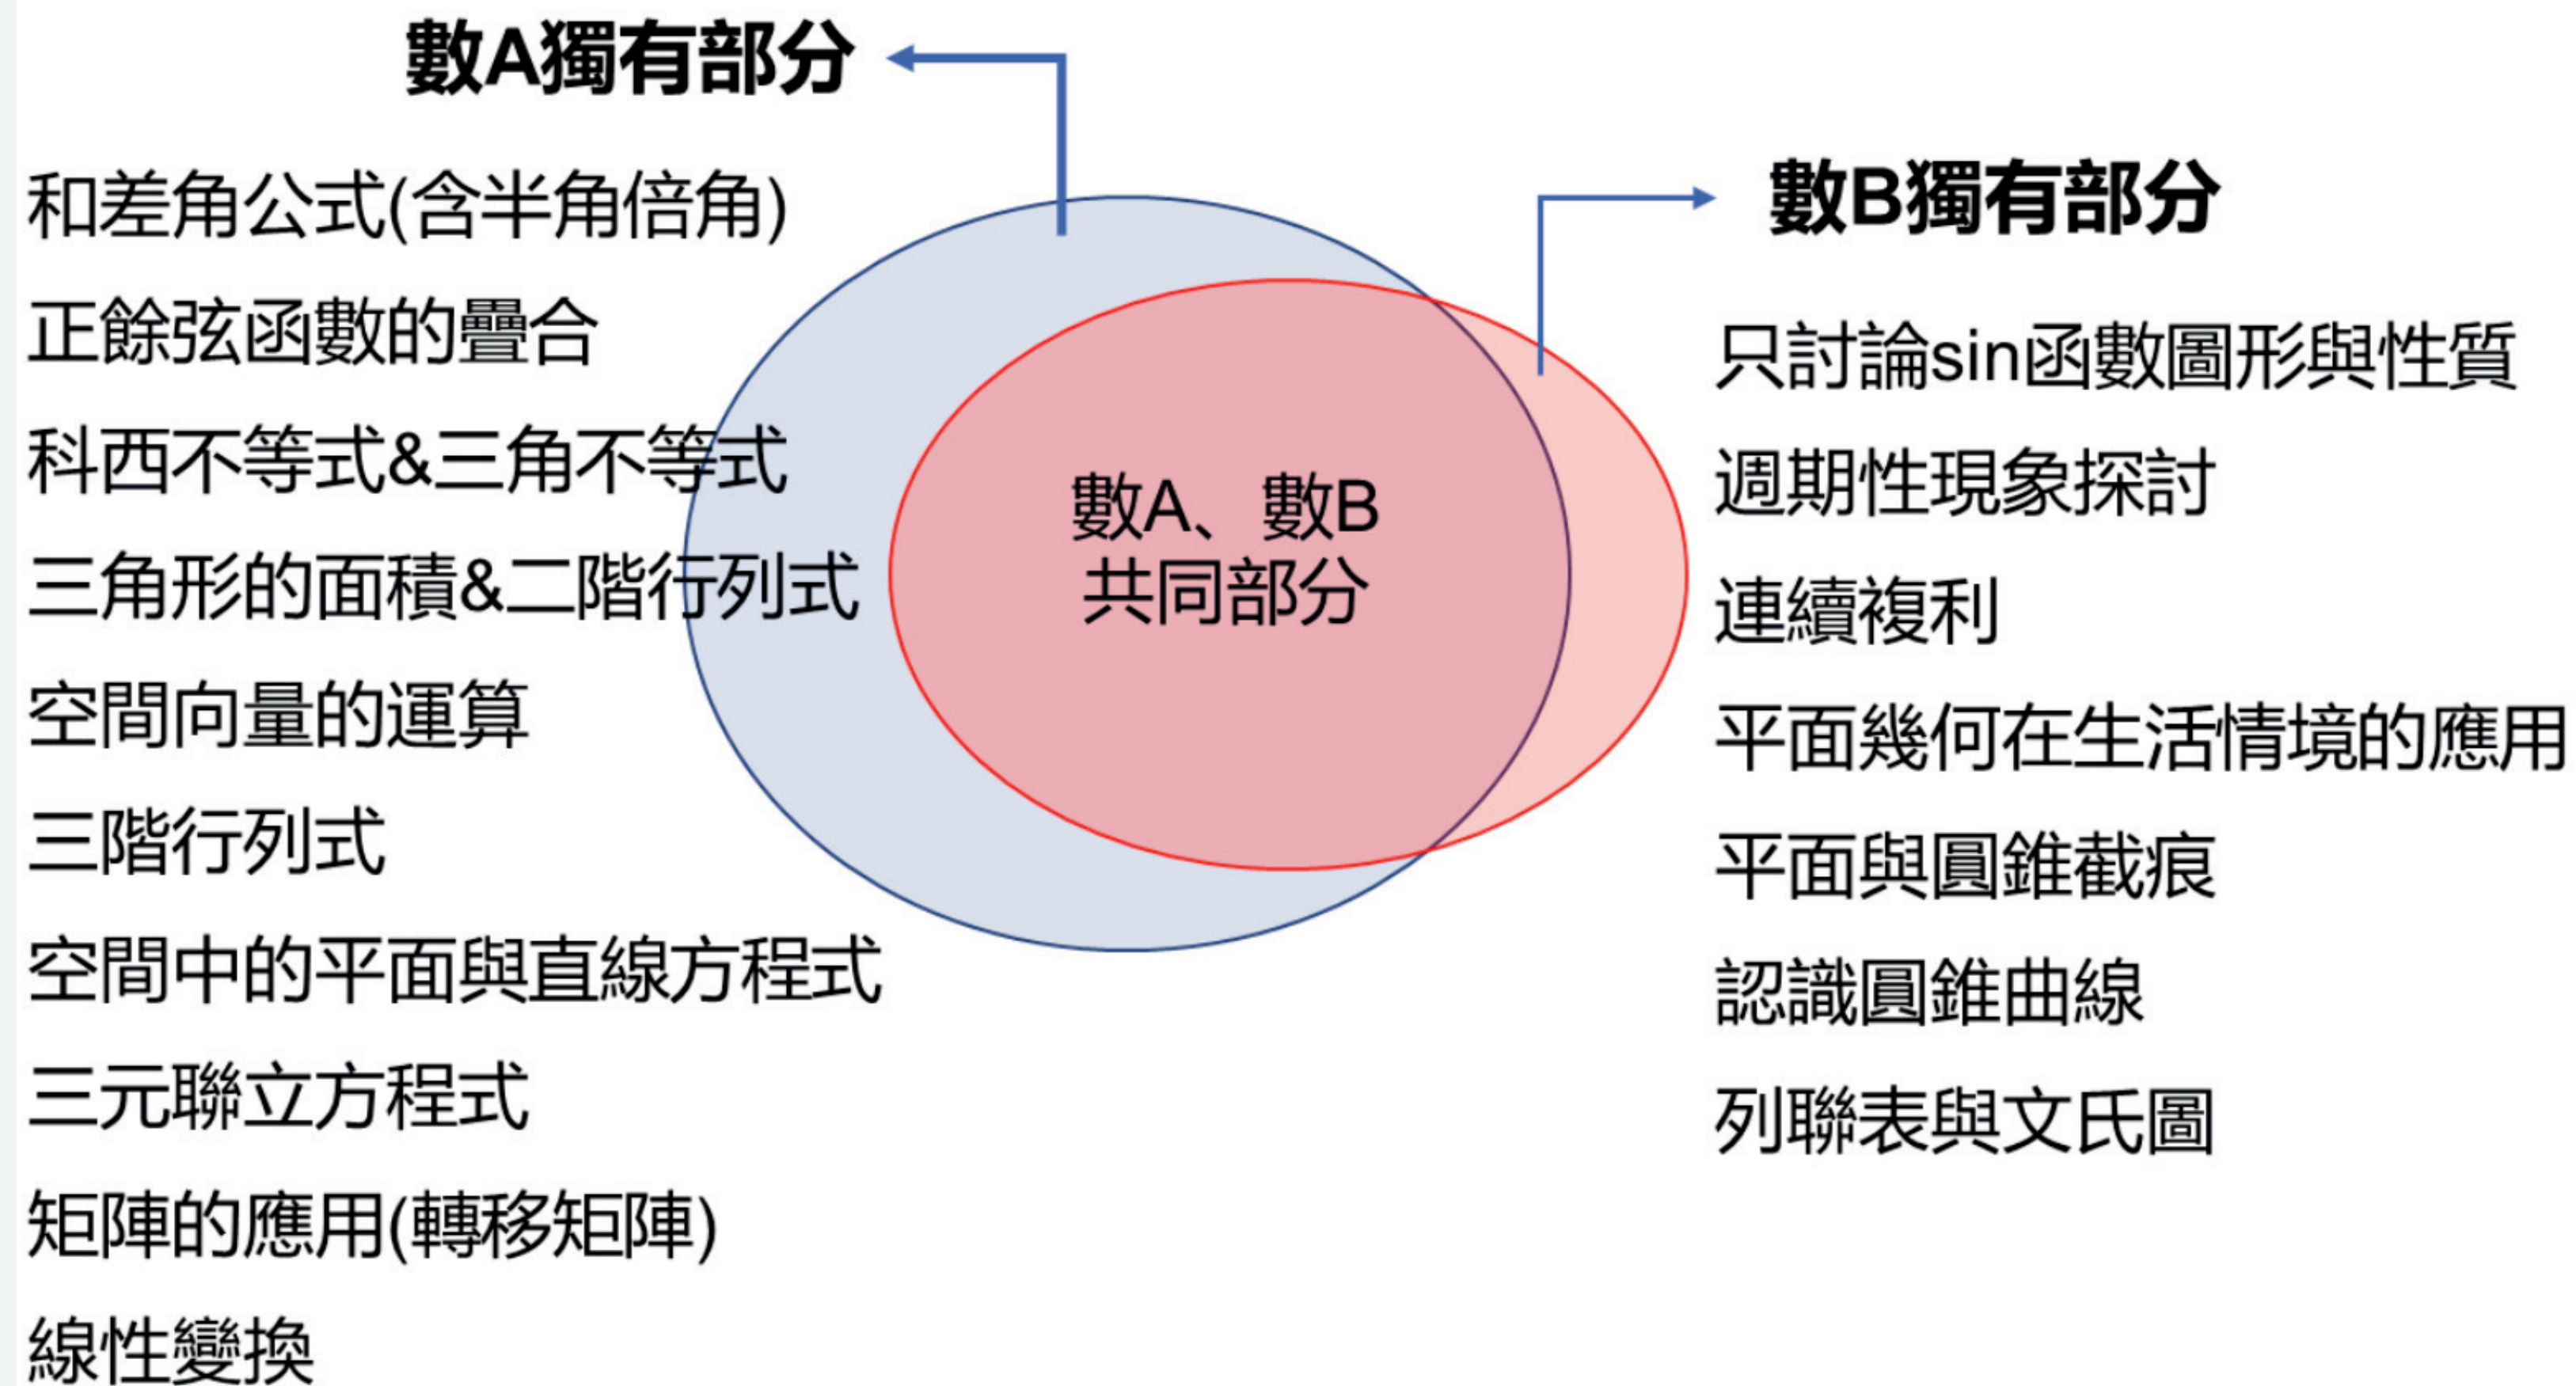 數A獨有部分
和差角公式(含半角倍角)
正餘弦函數的疊合
科西不等式&三角不等式
三角形的面積&二階行列式
空間向量的運算
三階行列式
空間中的平面與直線方程式
三元聯立方程式
矩陣的應用(轉移矩陣)
線性變換
數A、數B
共同部分
數B獨有部分
只討論sin函數圖形與性質
週期性現象探討
連續複利
平面幾何在生活情境的應用
平面與圓錐截痕
認識圓錐曲線
列聯表與文氏圖